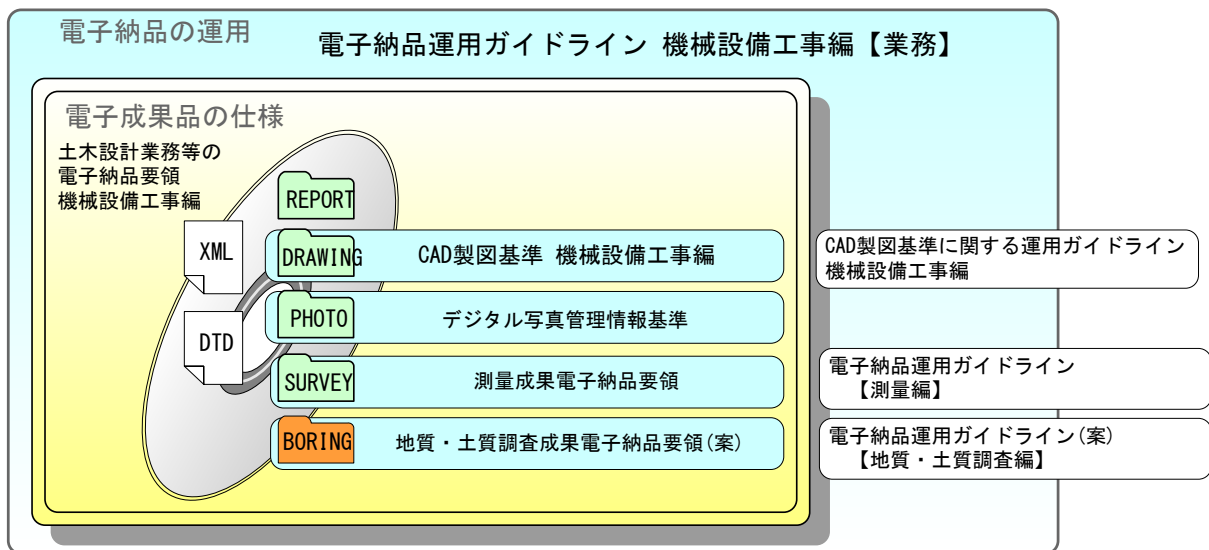 電子納品の運用
電子納品運用ガイドライン 機械設備工事編【業務】
電子成果品の仕様
土木設計業務等の
電子納品要領
機械設備工事編
REPORT
XML
DRAWING
CAD製図基準 機械設備工事編
CAD製図基準に関する運用ガイドライン
機械設備工事編
PHOTO
デジタル写真管理情報基準
DTD
SURVEY
測量成果電子納品要領
電子納品運用ガイドライン
【測量編】
BORING
地質・土質調査成果電子納品要領(案)
電子納品運用ガイドライン(案)
【地質・土質調査編】